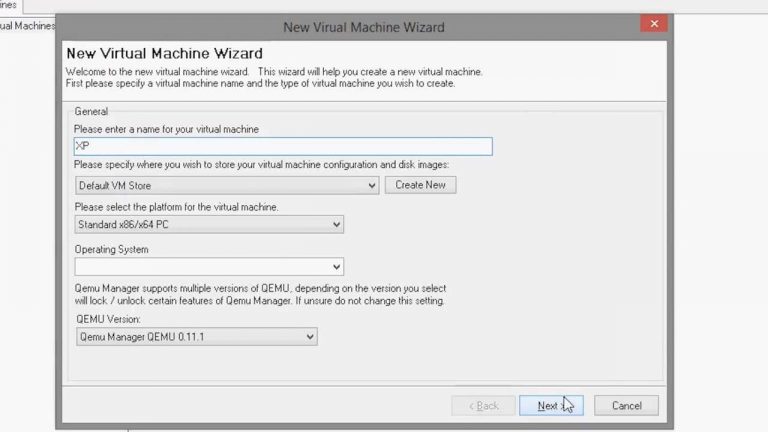 ines
New Virual Machine Wizard
ual Machines
New Virtual Machine Wizard
Welcome to the new virtual machine wizard. This wizard will help you create a new virtual machine.
First please specify a virtual machine name and the type of virtual machine you wish to create.
General
Please enter a name for your virtual machine
XP
Please specify where you wish to store your virtual machine configuration and disk images:
Default VM Store
Create New
Please select the platform for the virtual machine.
Standard x86/x64 PC
Operating System
Qemu Manager supports multiple versions of QEMU, depending on the version you select
will lock / unlock certain features of Qemu Manager. If unsure do not change this setting.
QEMU Version:
Qemu Manager QEMU 0.11.1
< Back
Next >
Cancel